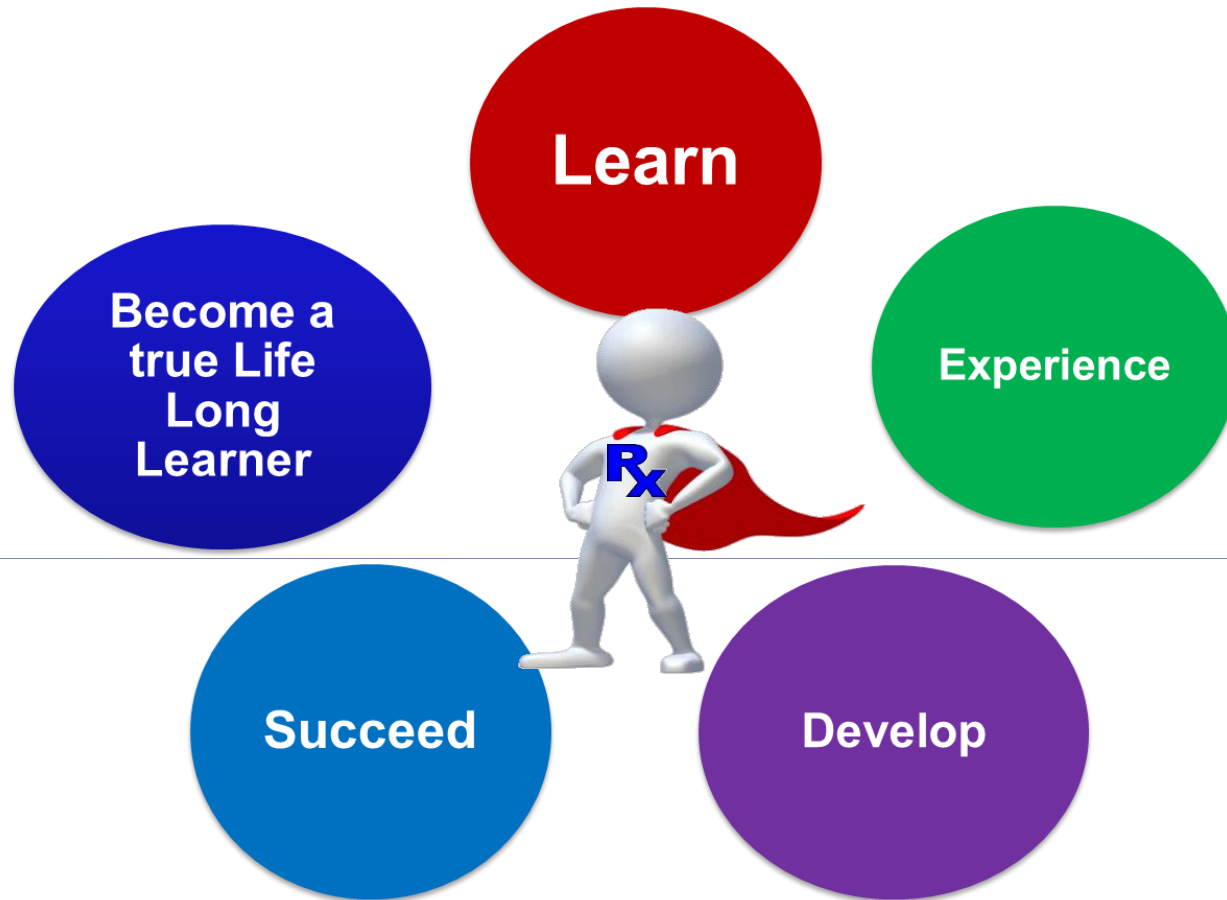 Learn
Experience
Develop
Succeed
Become a
true Life
Long
Learner
Rx